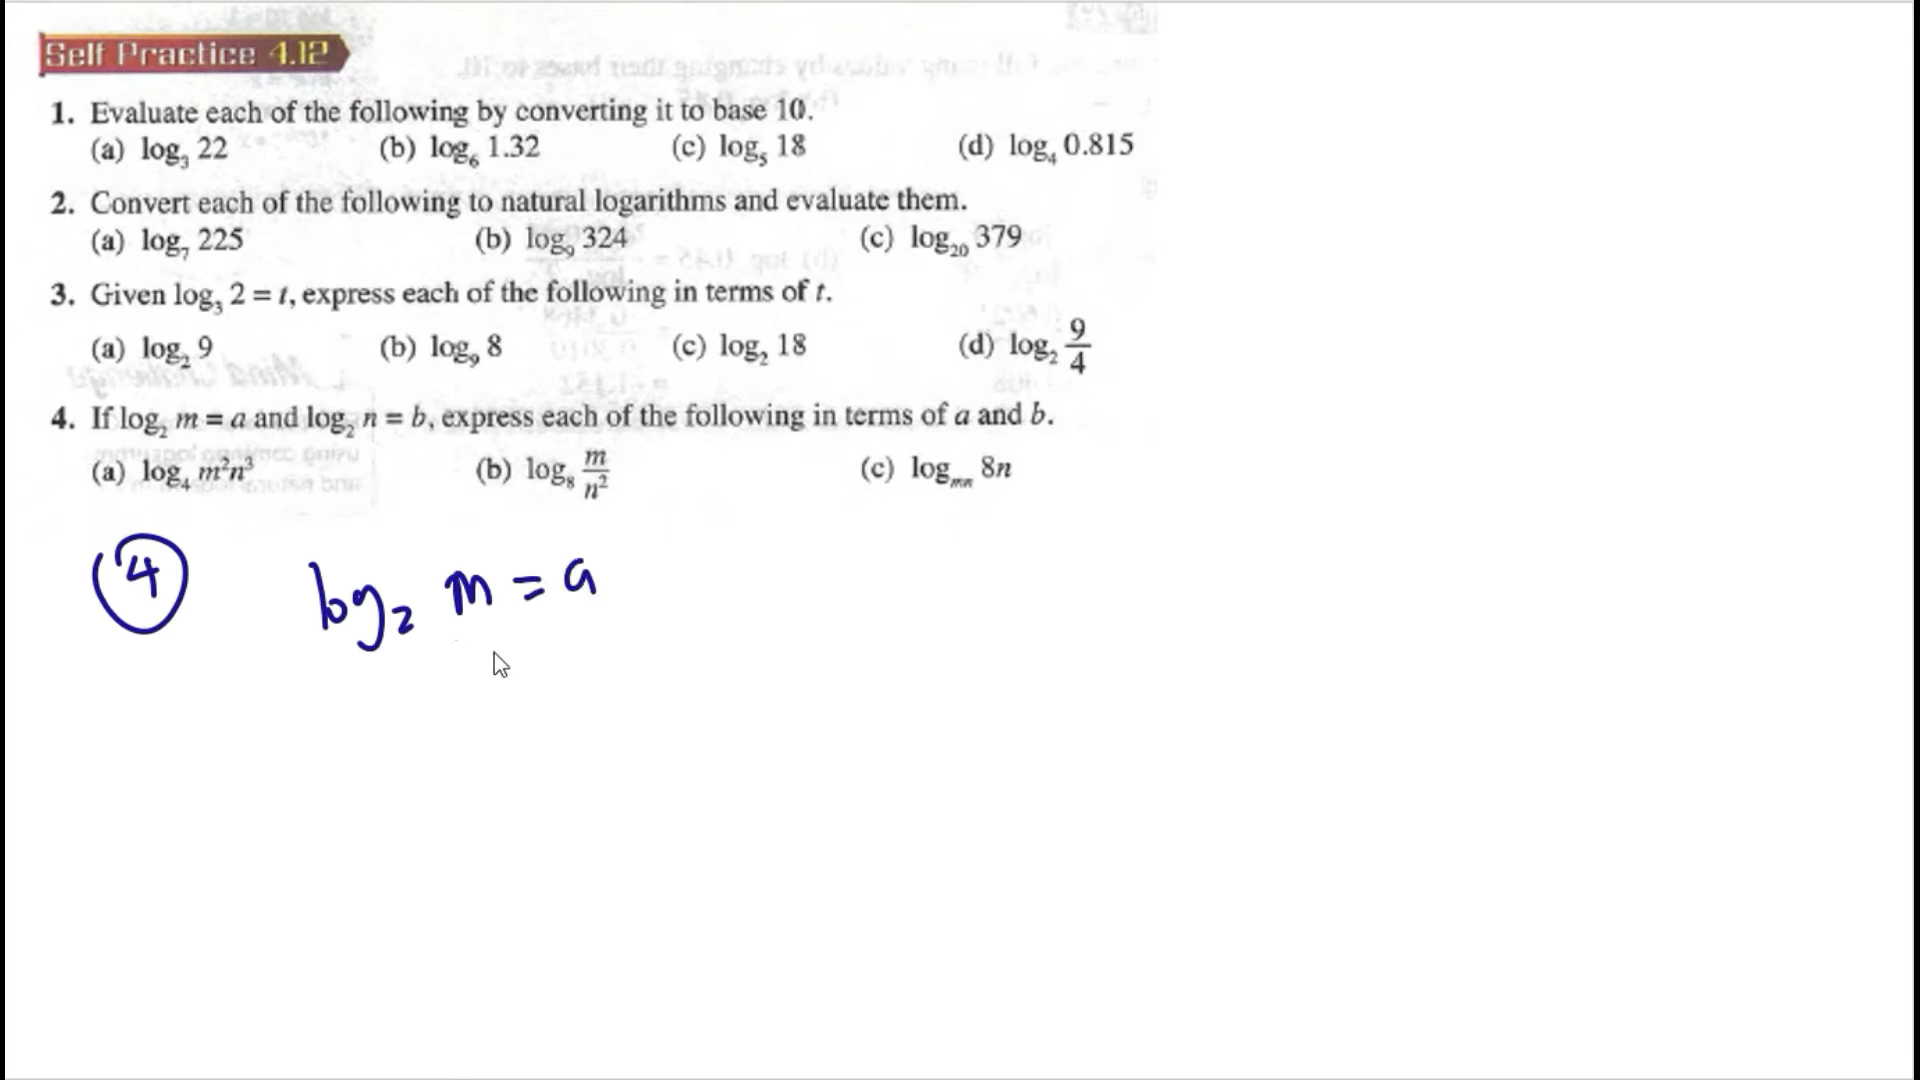 Self Practice 4.12
1. Evaluate each of the following by converting it to base 10.
(a) log₃ 22 (b) log₆ 1.32 (c) log₅ 18 (d) log₄ 0.815
2. Convert each of the following to natural logarithms and evaluate them.
(a) log₇ 225 (b) log₉ 324 (c) log₂₀ 379
3. Given log₃ 2 = t, express each of the following in terms of t.
(a) log₂ 9 (b) log₉ 8 (c) log₂ 18 (d) log₂ 9/4
4. If log₂ m = a and log₂ n = b, express each of the following in terms of a and b.
(a) log₄ m²n³ (b) log₈ m/n² (c) logₘₙ 8n
4 log₂ m = a